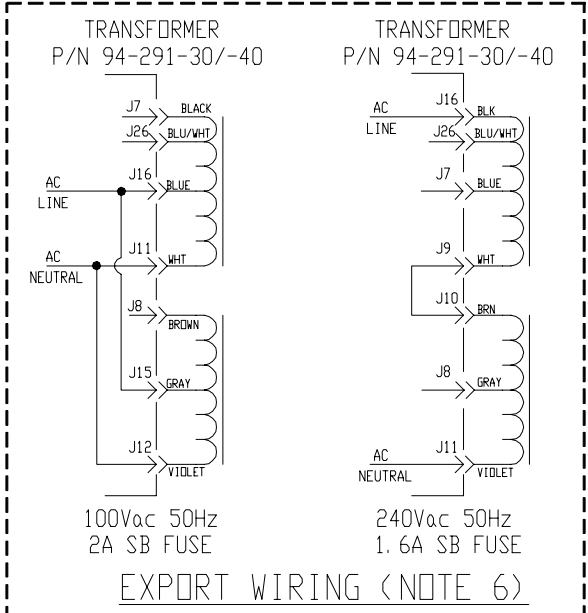 TRANSFORMER
P/N 94-291-30/-40
J7 BLACK
J26 BLU/WHT
J16 BLUE
AC
LINE
J11 WHT
AC
NEUTRAL
J8 BROWN
J15 GRAY
J12 VIOLET
100Vac 50Hz
2A SB FUSE
TRANSFORMER
P/N 94-291-30/-40
AC
LINE
J16 BLK
J26 BLU/WHT
J7 BLUE
J9 WHT
J10 BRN
J8 GRAY
AC
NEUTRAL
J11 VIOLET
240Vac 50Hz
1.6A SB FUSE
EXPORT WIRING (NOTE 6)